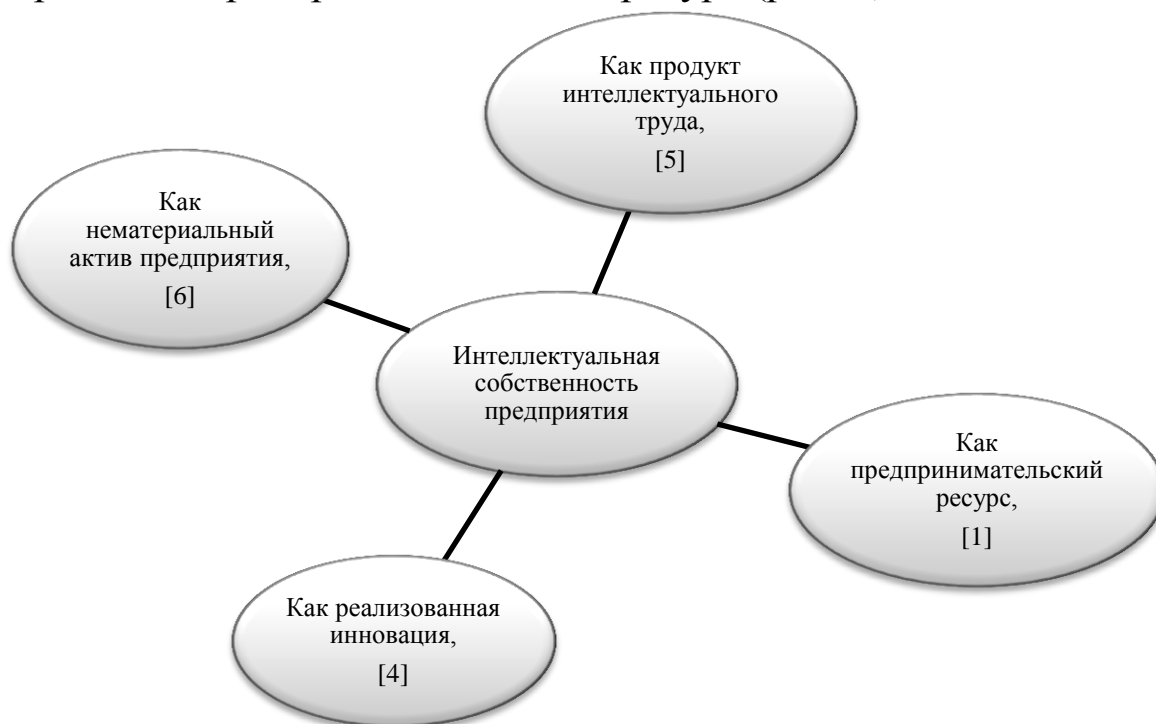 Как продукт
интеллектуального
труда,
[5]
Как
нематериальный
актив предприятия,
[6]
Интеллектуальная
собственность
предприятия
Как
предпринимательский
ресурс,
[1]
Как реализованная
инновация,
[4]